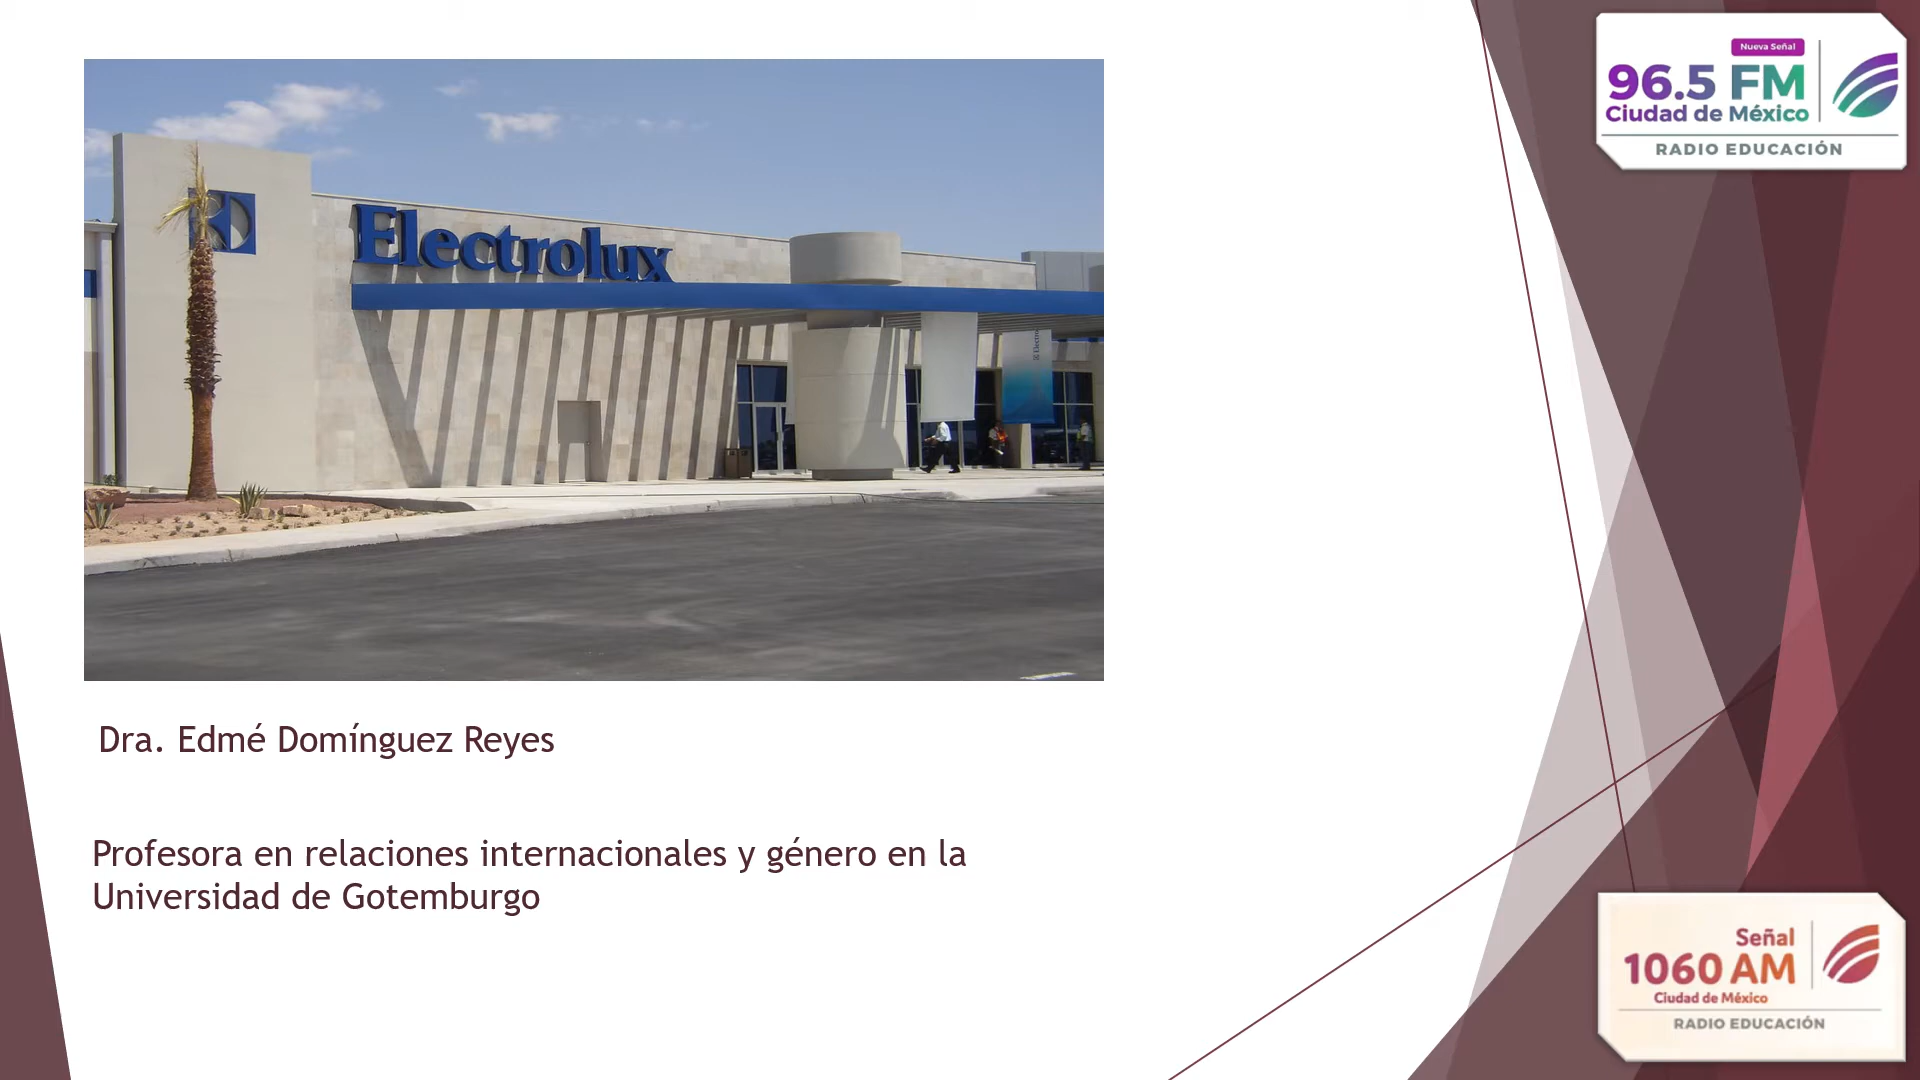 Nueva Señal
96.5 FM
Ciudad de México
RADIO EDUCACIÓN
Electrolux
Dra. Edmé Domínguez Reyes
Profesora en relaciones internacionales y género en la
Universidad de Gotemburgo
Señal
1060 AM
Ciudad de México
RADIO EDUCACIÓN